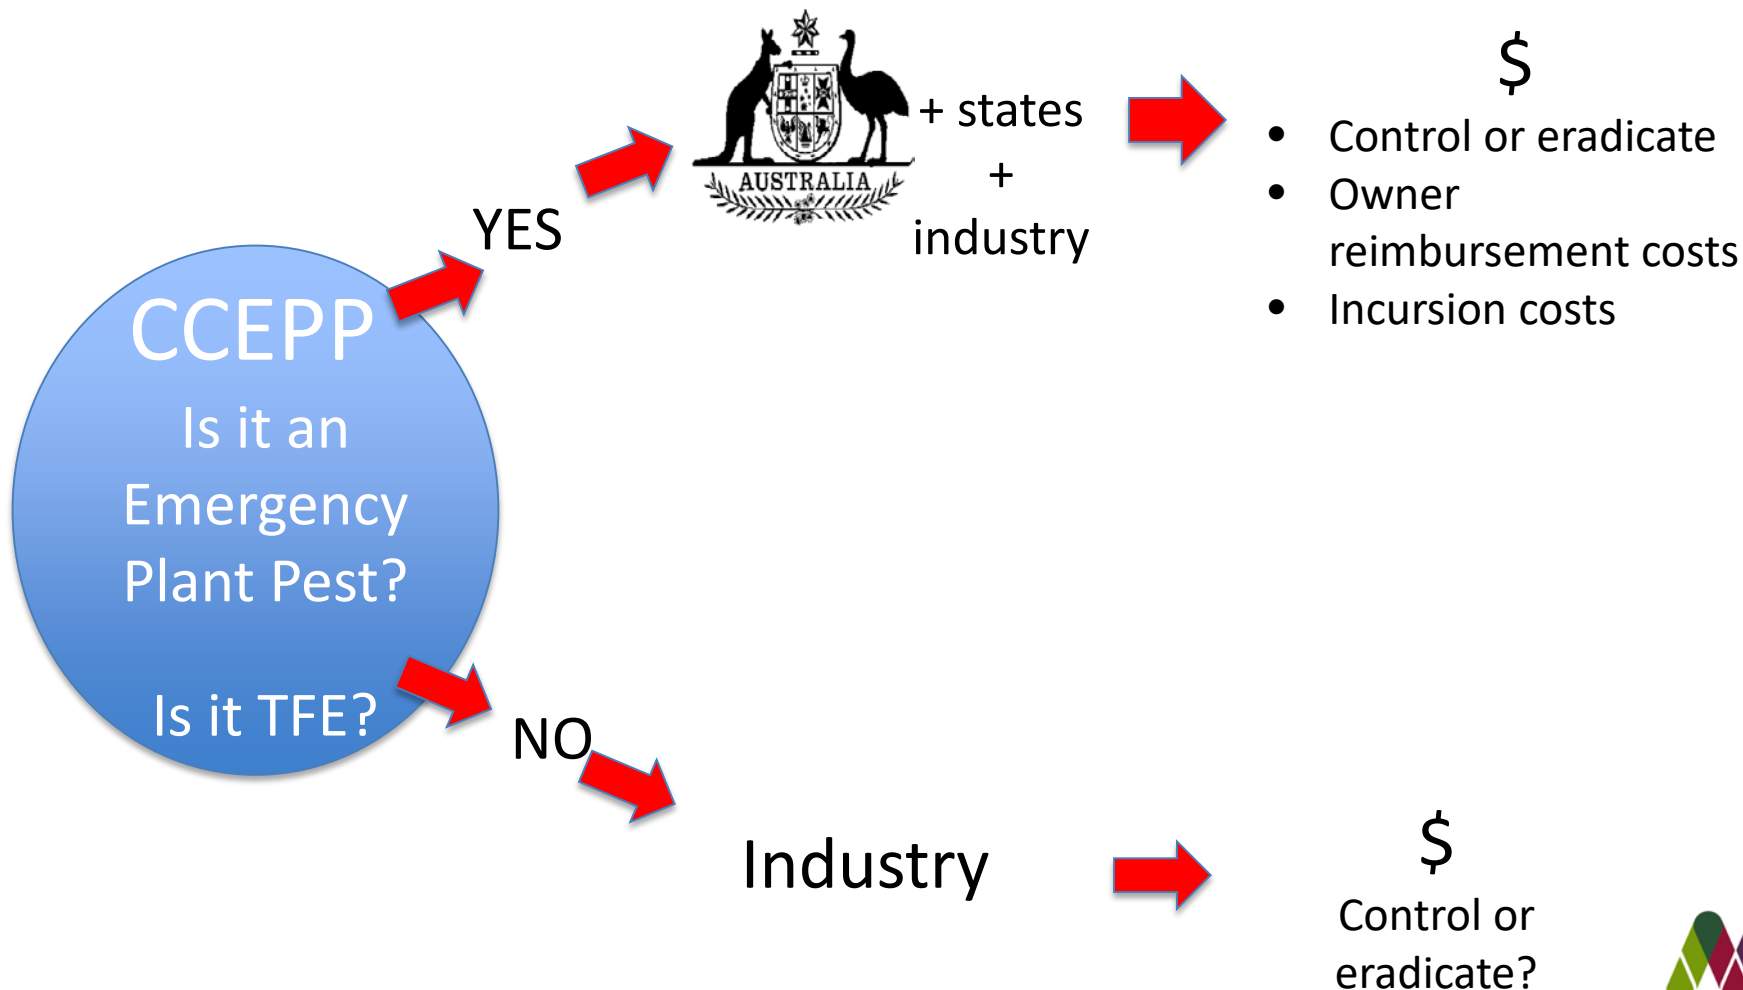 CCEPP
Is it an
Emergency
Plant Pest?
Is it TFE?
YES
AUSTRALIA
+ states
+
industry
$
• Control or eradicate
• Owner
reimbursement costs
• Incursion costs
NO
Industry
$
Control or
eradicate?